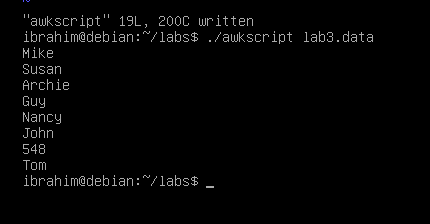 "awkscript" 19L, 200C written
ibrahim@debian:~/labs$ ./awkscript lab3.data
Mike
Susan
Archie
Guy
Nancy
John
548
Tom
ibrahim@debian:~/labs$ _